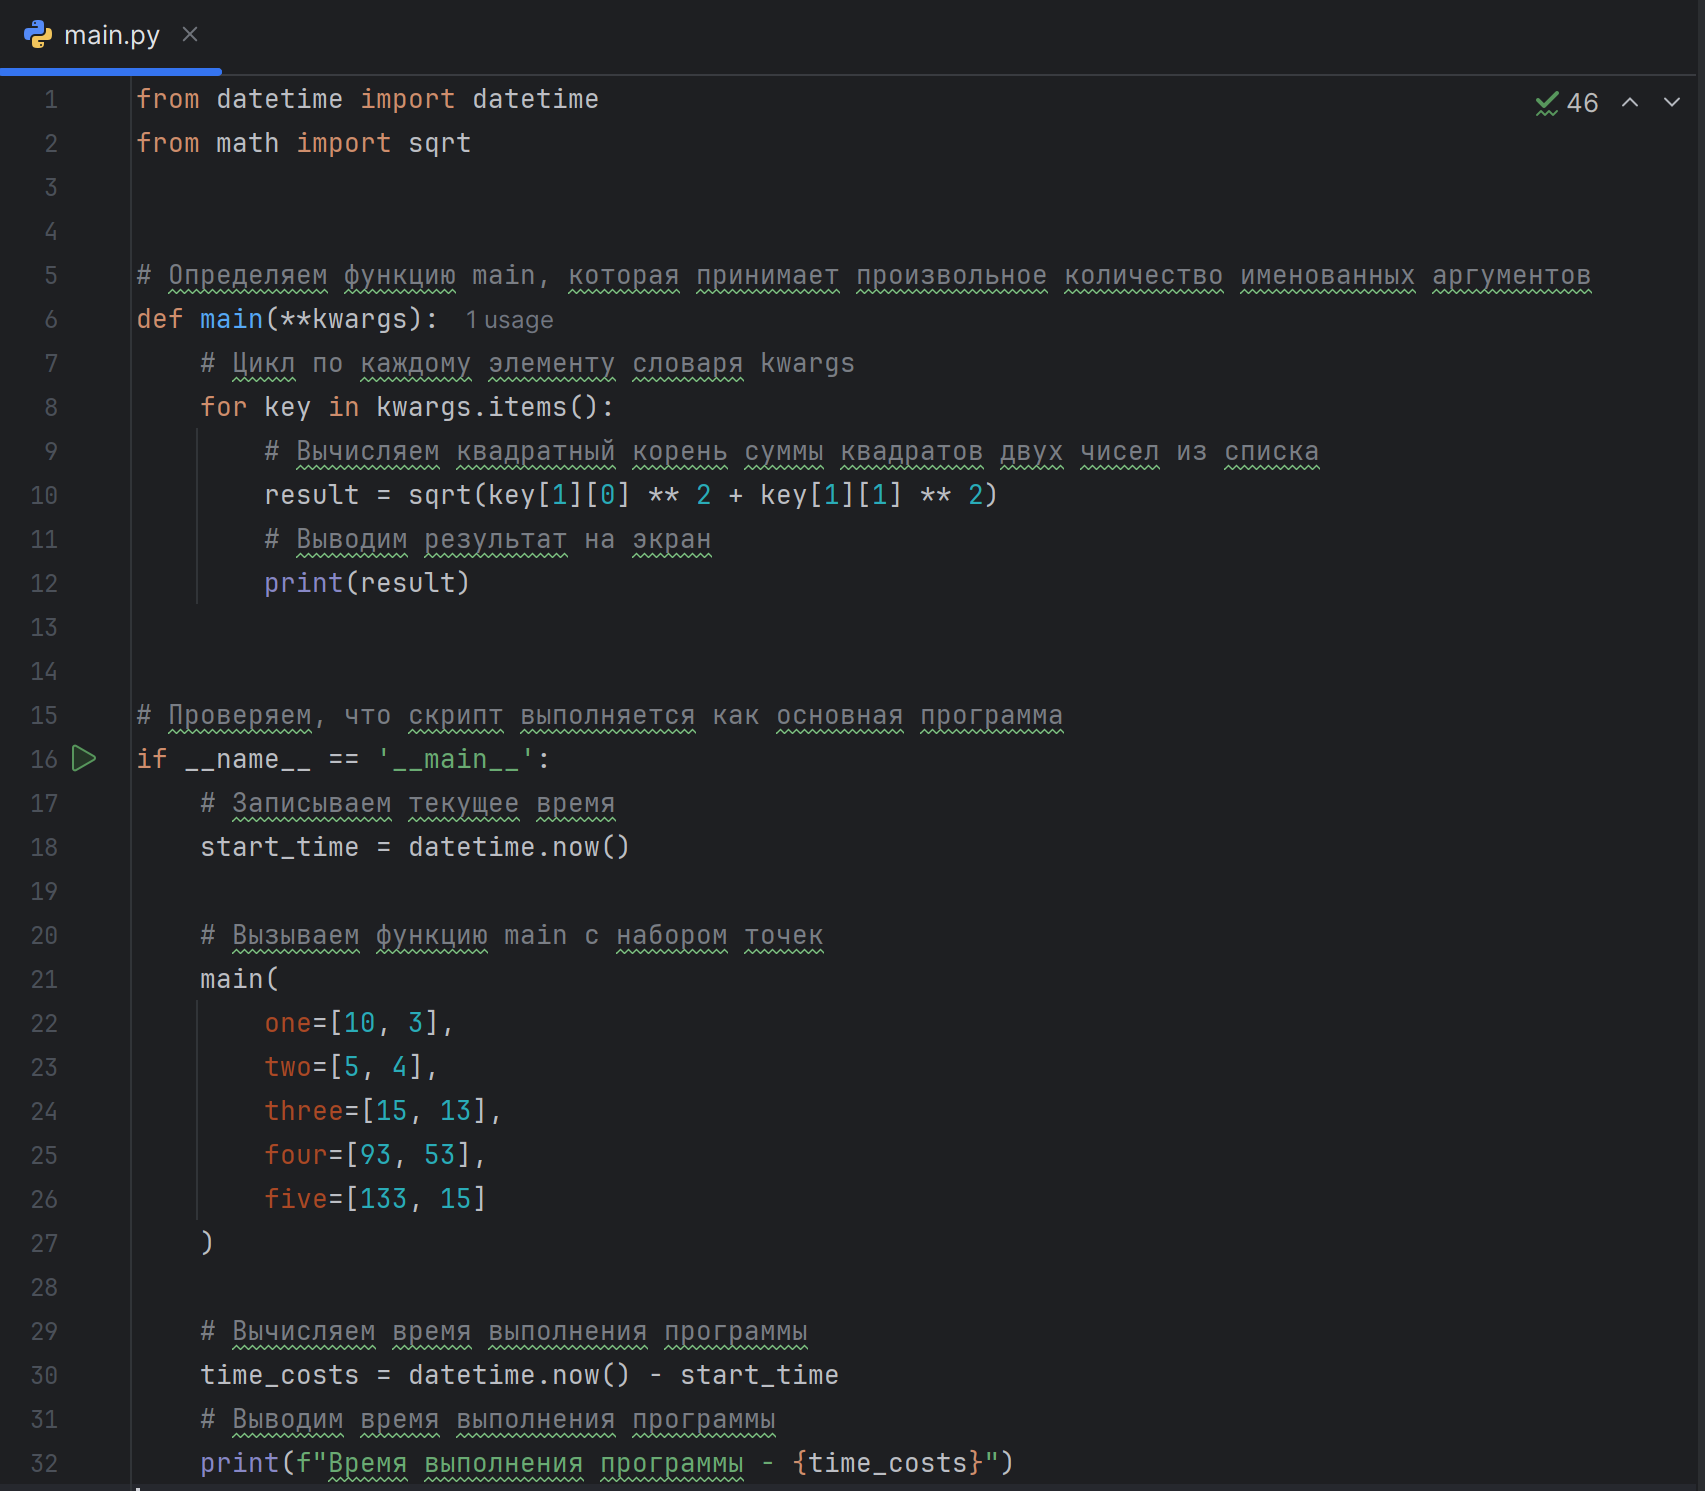 main.py
46
1 from datetime import datetime
2 from math import sqrt
3
4
5 # Определяем функцию main, которая принимает произвольное количество именованных аргументов
6 def main(**kwargs): 1 usage
7     # Цикл по каждому элементу словаря kwargs
8     for key in kwargs.items():
9         # Вычисляем квадратный корень суммы квадратов двух чисел из списка
10         result = sqrt(key[1][0] ** 2 + key[1][1] ** 2)
11         # Выводим результат на экран
12         print(result)
13
14
15 # Проверяем, что скрипт выполняется как основная программа
16 if __name__ == '__main__':
17     # Записываем текущее время
18     start_time = datetime.now()
19
20     # Вызываем функцию main с набором точек
21     main(
22         one=[10, 3],
23         two=[5, 4],
24         three=[15, 13],
25         four=[93, 53],
26         five=[133, 15]
27     )
28
29     # Вычисляем время выполнения программы
30     time_costs = datetime.now() - start_time
31     # Выводим время выполнения программы
32     print(f"Время выполнения программы - {time_costs}")